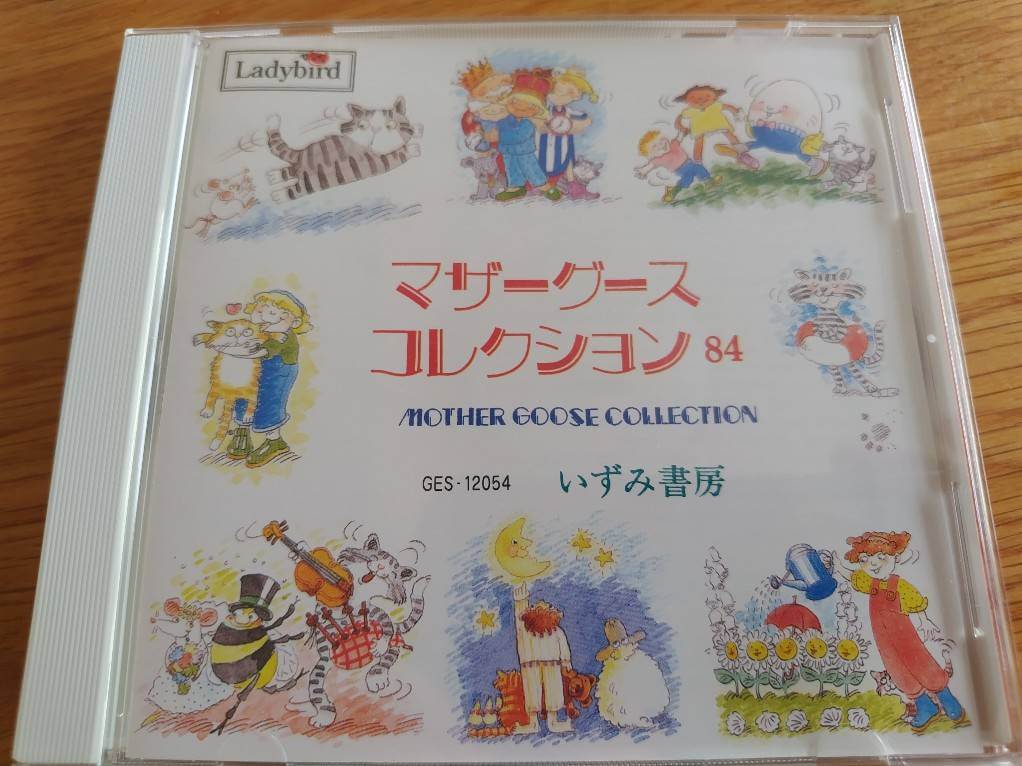 Ladybird
マザーグース
コレクション 84
MOTHER GOOSE COLLECTION
GES-12054 いずみ書房